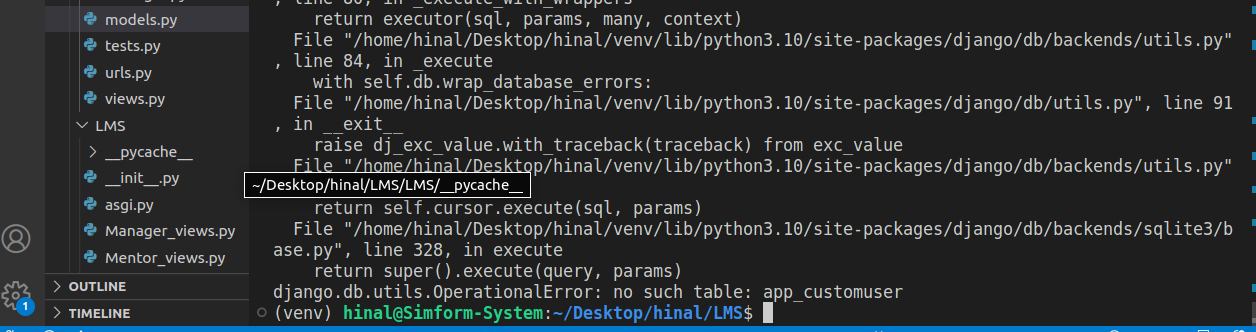 models.py
tests.py
urls.py
views.py
LMS
__pycache__
__init__.py
asgi.py
Manager_views.py
Mentor_views.py
OUTLINE
TIMELINE
1
~/Desktop/hinal/LMS/LMS/__pycache__
return executor(sql, params, many, context)
File "/home/hinal/Desktop/hinal/venv/lib/python3.10/site-packages/django/db/backends/utils.py"
, line 84, in _execute
with self.db.wrap_database_errors:
File "/home/hinal/Desktop/hinal/venv/lib/python3.10/site-packages/django/db/utils.py", line 91
, in __exit__
raise dj_exc_value.with_traceback(traceback) from exc_value
File "/home/hinal/Desktop/hinal/venv/lib/python3.10/site-packages/django/db/backends/utils.py"
return self.cursor.execute(sql, params)
File "/home/hinal/Desktop/hinal/venv/lib/python3.10/site-packages/django/db/backends/sqlite3/b
ase.py", line 328, in execute
return super().execute(query, params)
django.db.utils.OperationalError: no such table: app_customuser
(venv) hinal@Simform-System:~/Desktop/hinal/LMS$